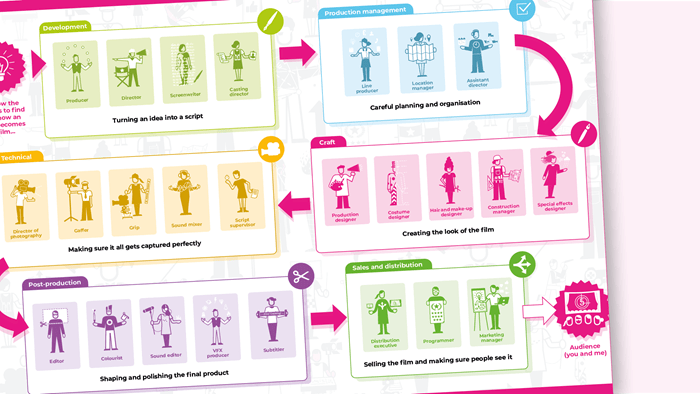 Development
Producer
Director
Screenwriter
Casting
director
Turning an idea into a script
Production management
Line
producer
Location
manager
Assistant
director
Careful planning and organisation
the
s to find
ow an
ecomes
ilm...
Craft
Production
designer
Costume
designer
Hair and make-up
designer
Construction
manager
Special effects
designer
Creating the look of the film
Technical
Director of
photography
Gaffer
Grip
Sound mixer
Script
supervisor
Making sure it all gets captured perfectly
Post-production
Editor
Colourist
Sound editor
VFX
producer
Subtitler
Shaping and polishing the final product
Sales and distribution
Distribution
executive
Programmer
Marketing
manager
Selling the film and making sure people see it
Audience
(you and me)